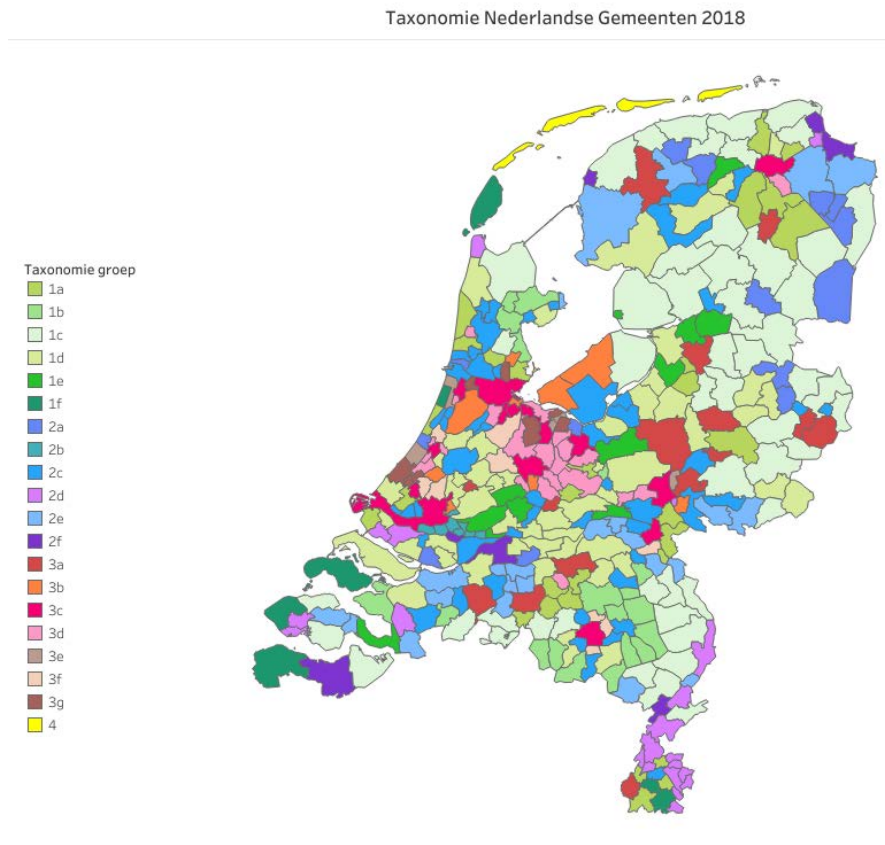 Taxonomie Nederlandse Gemeenten 2018
Taxonomie groep
1a
1b
1c
1d
1e
1f
2a
2b
2c
2d
2e
2f
3a
3b
3c
3d
3e
3f
3g
4